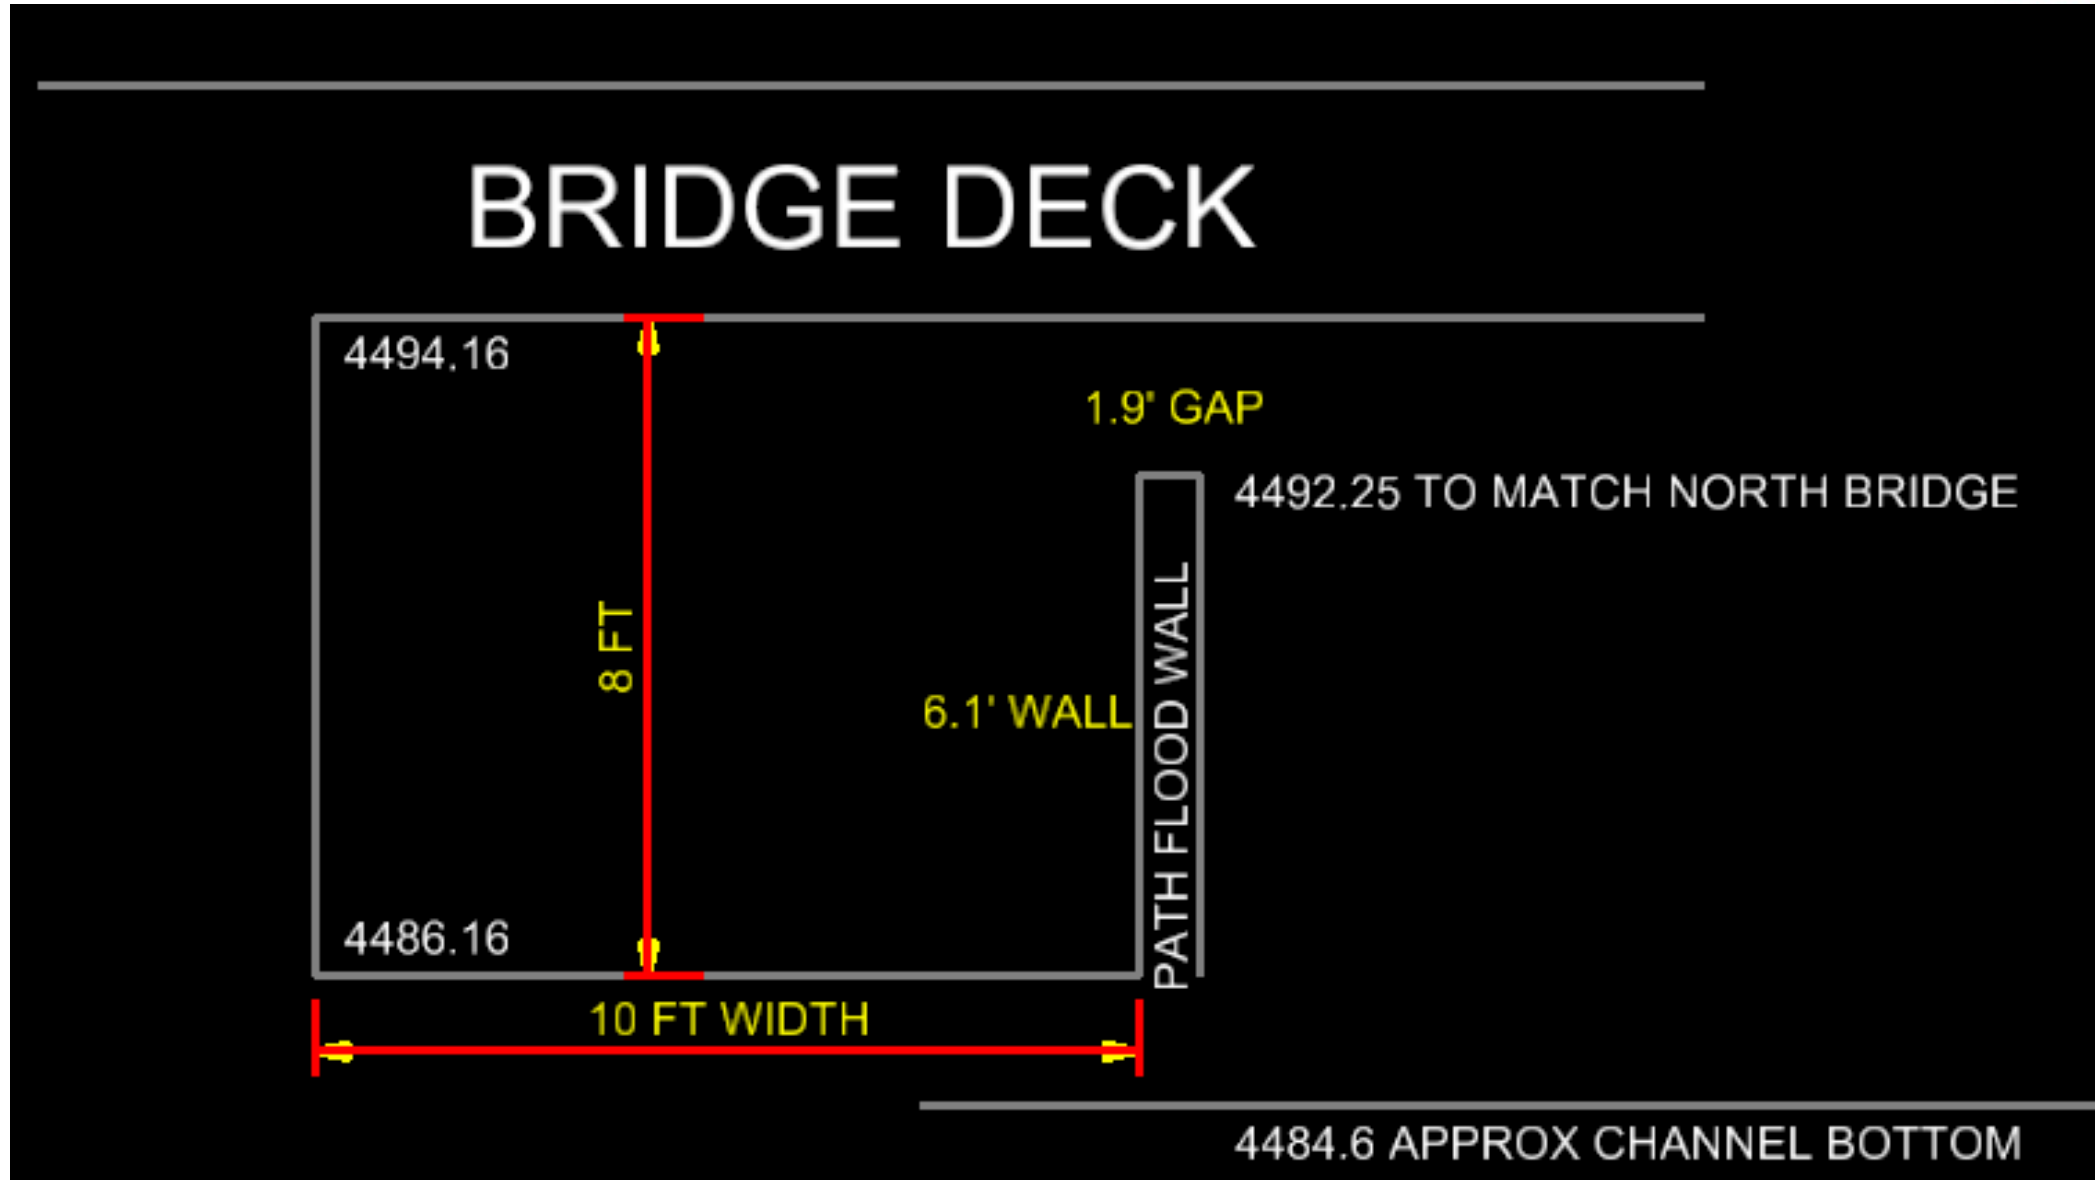 BRIDGE DECK
4494.16
1.9' GAP
4492.25 TO MATCH NORTH BRIDGE
8 FT
6.1' WALL
PATH FLOOD WALL
4486.16
10 FT WIDTH
4484.6 APPROX CHANNEL BOTTOM